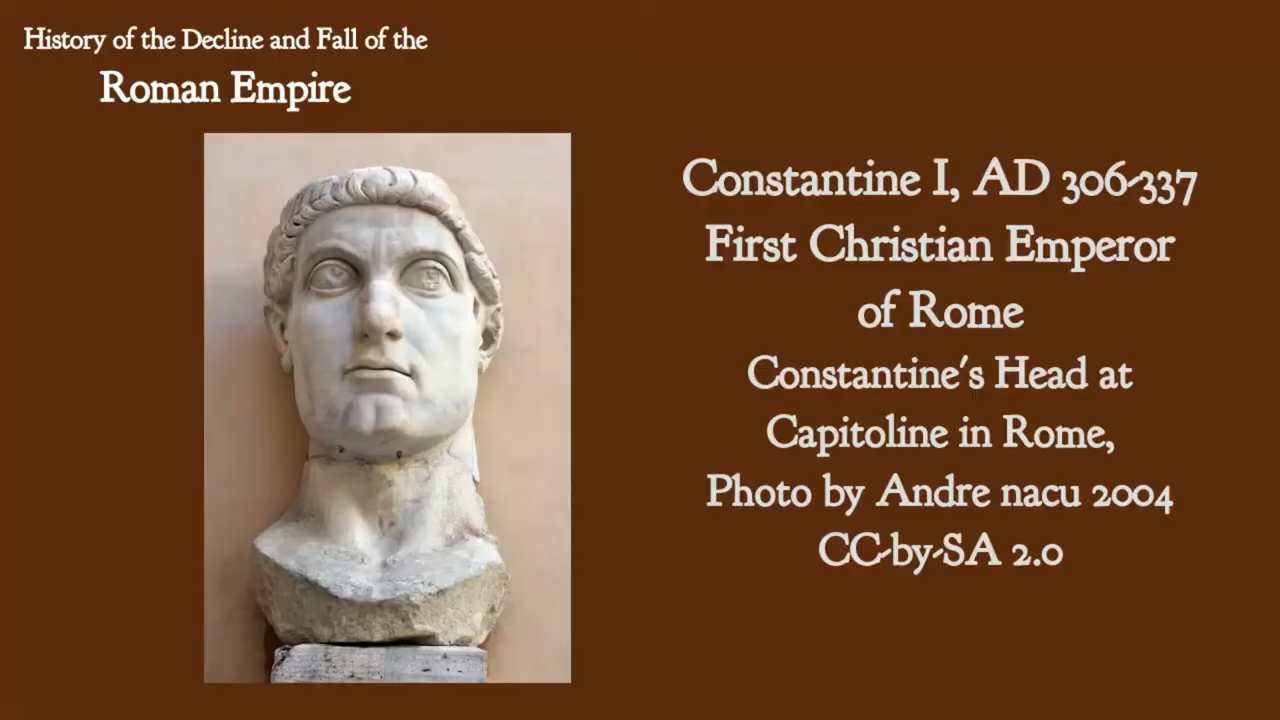 History of the Decline and Fall of the
Roman Empire
Constantine I, AD 306-337
First Christian Emperor
of Rome
Constantine's Head at
Capitoline in Rome,
Photo by Andre nacu 2004
CC-by-SA 2.0